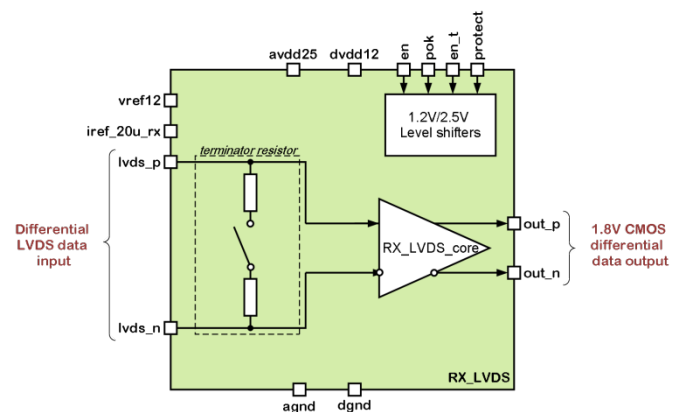 avdd25
dvdd12
en
pok
en_t
protect
vref12
1.2V/2.5V
Level shifters
iref_20u_rx
terminator resistor
lvds_p
Differential
LVDS data
input
RX_LVDS_core
out_p
out_n
1.8V CMOS
differential
data output
lvds_n
RX_LVDS
agnd
dgnd